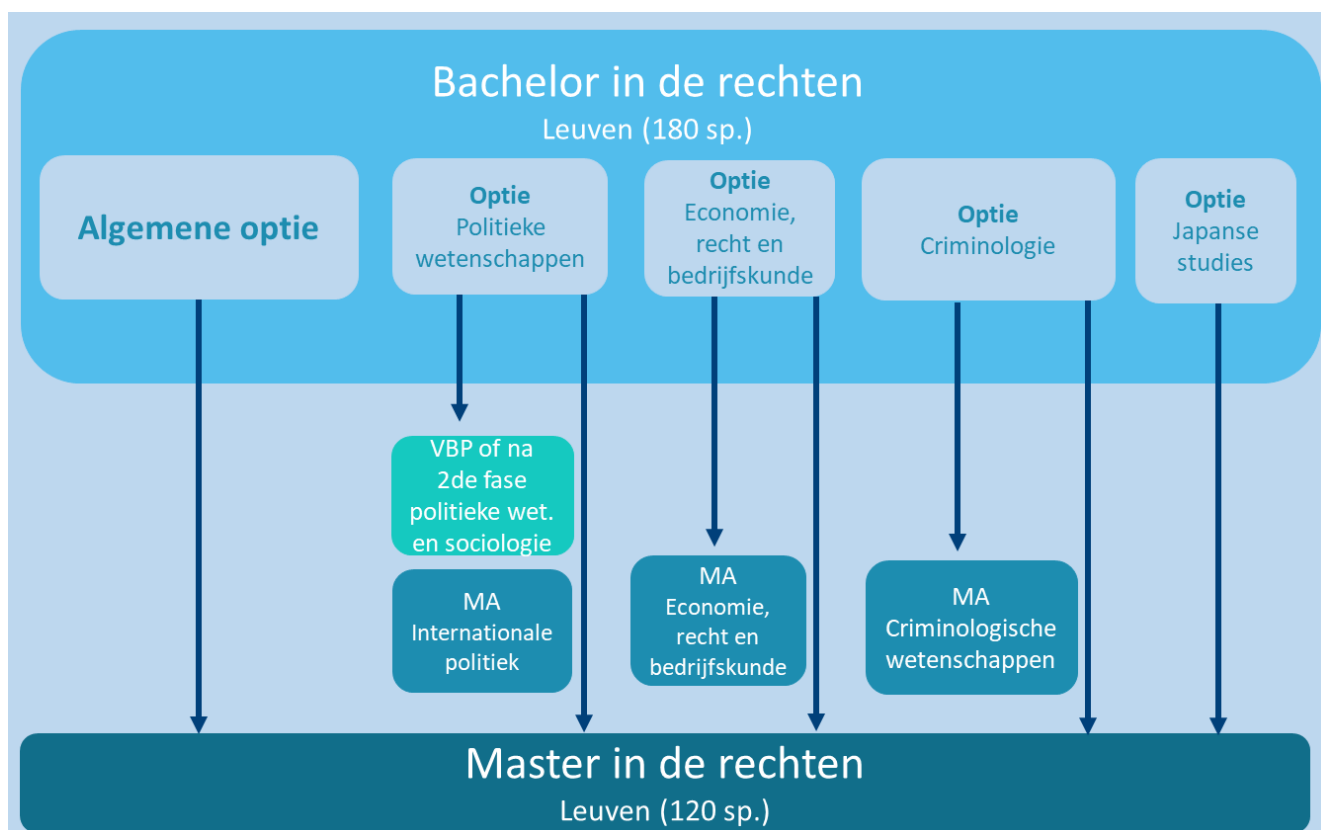 Bachelor in de rechten
Leuven (180 sp.)
Algemene optie
Optie
Politieke
wetenschappen
Optie
Economie,
recht en
bedrijfskunde
Optie
Criminologie
Optie
Japanse
studies
VBP of na
2de fase
politieke wet.
en sociologie
MA
Internationale
politiek
MA
Economie,
recht en
bedrijfskunde
MA
Criminologische
wetenschappen
Master in de rechten
Leuven (120 sp.)